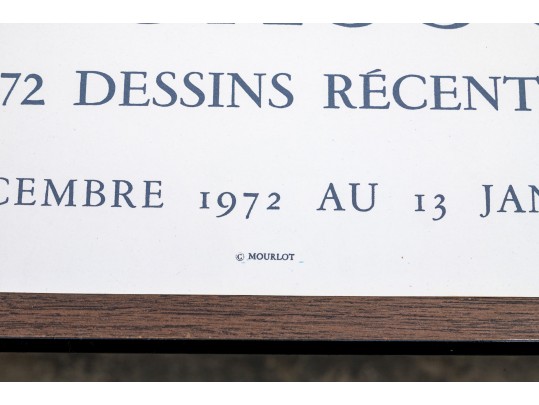 72 DESSINS RÉCENT
CEMBRE 1972 AU 13 JAN
© MOURLOT